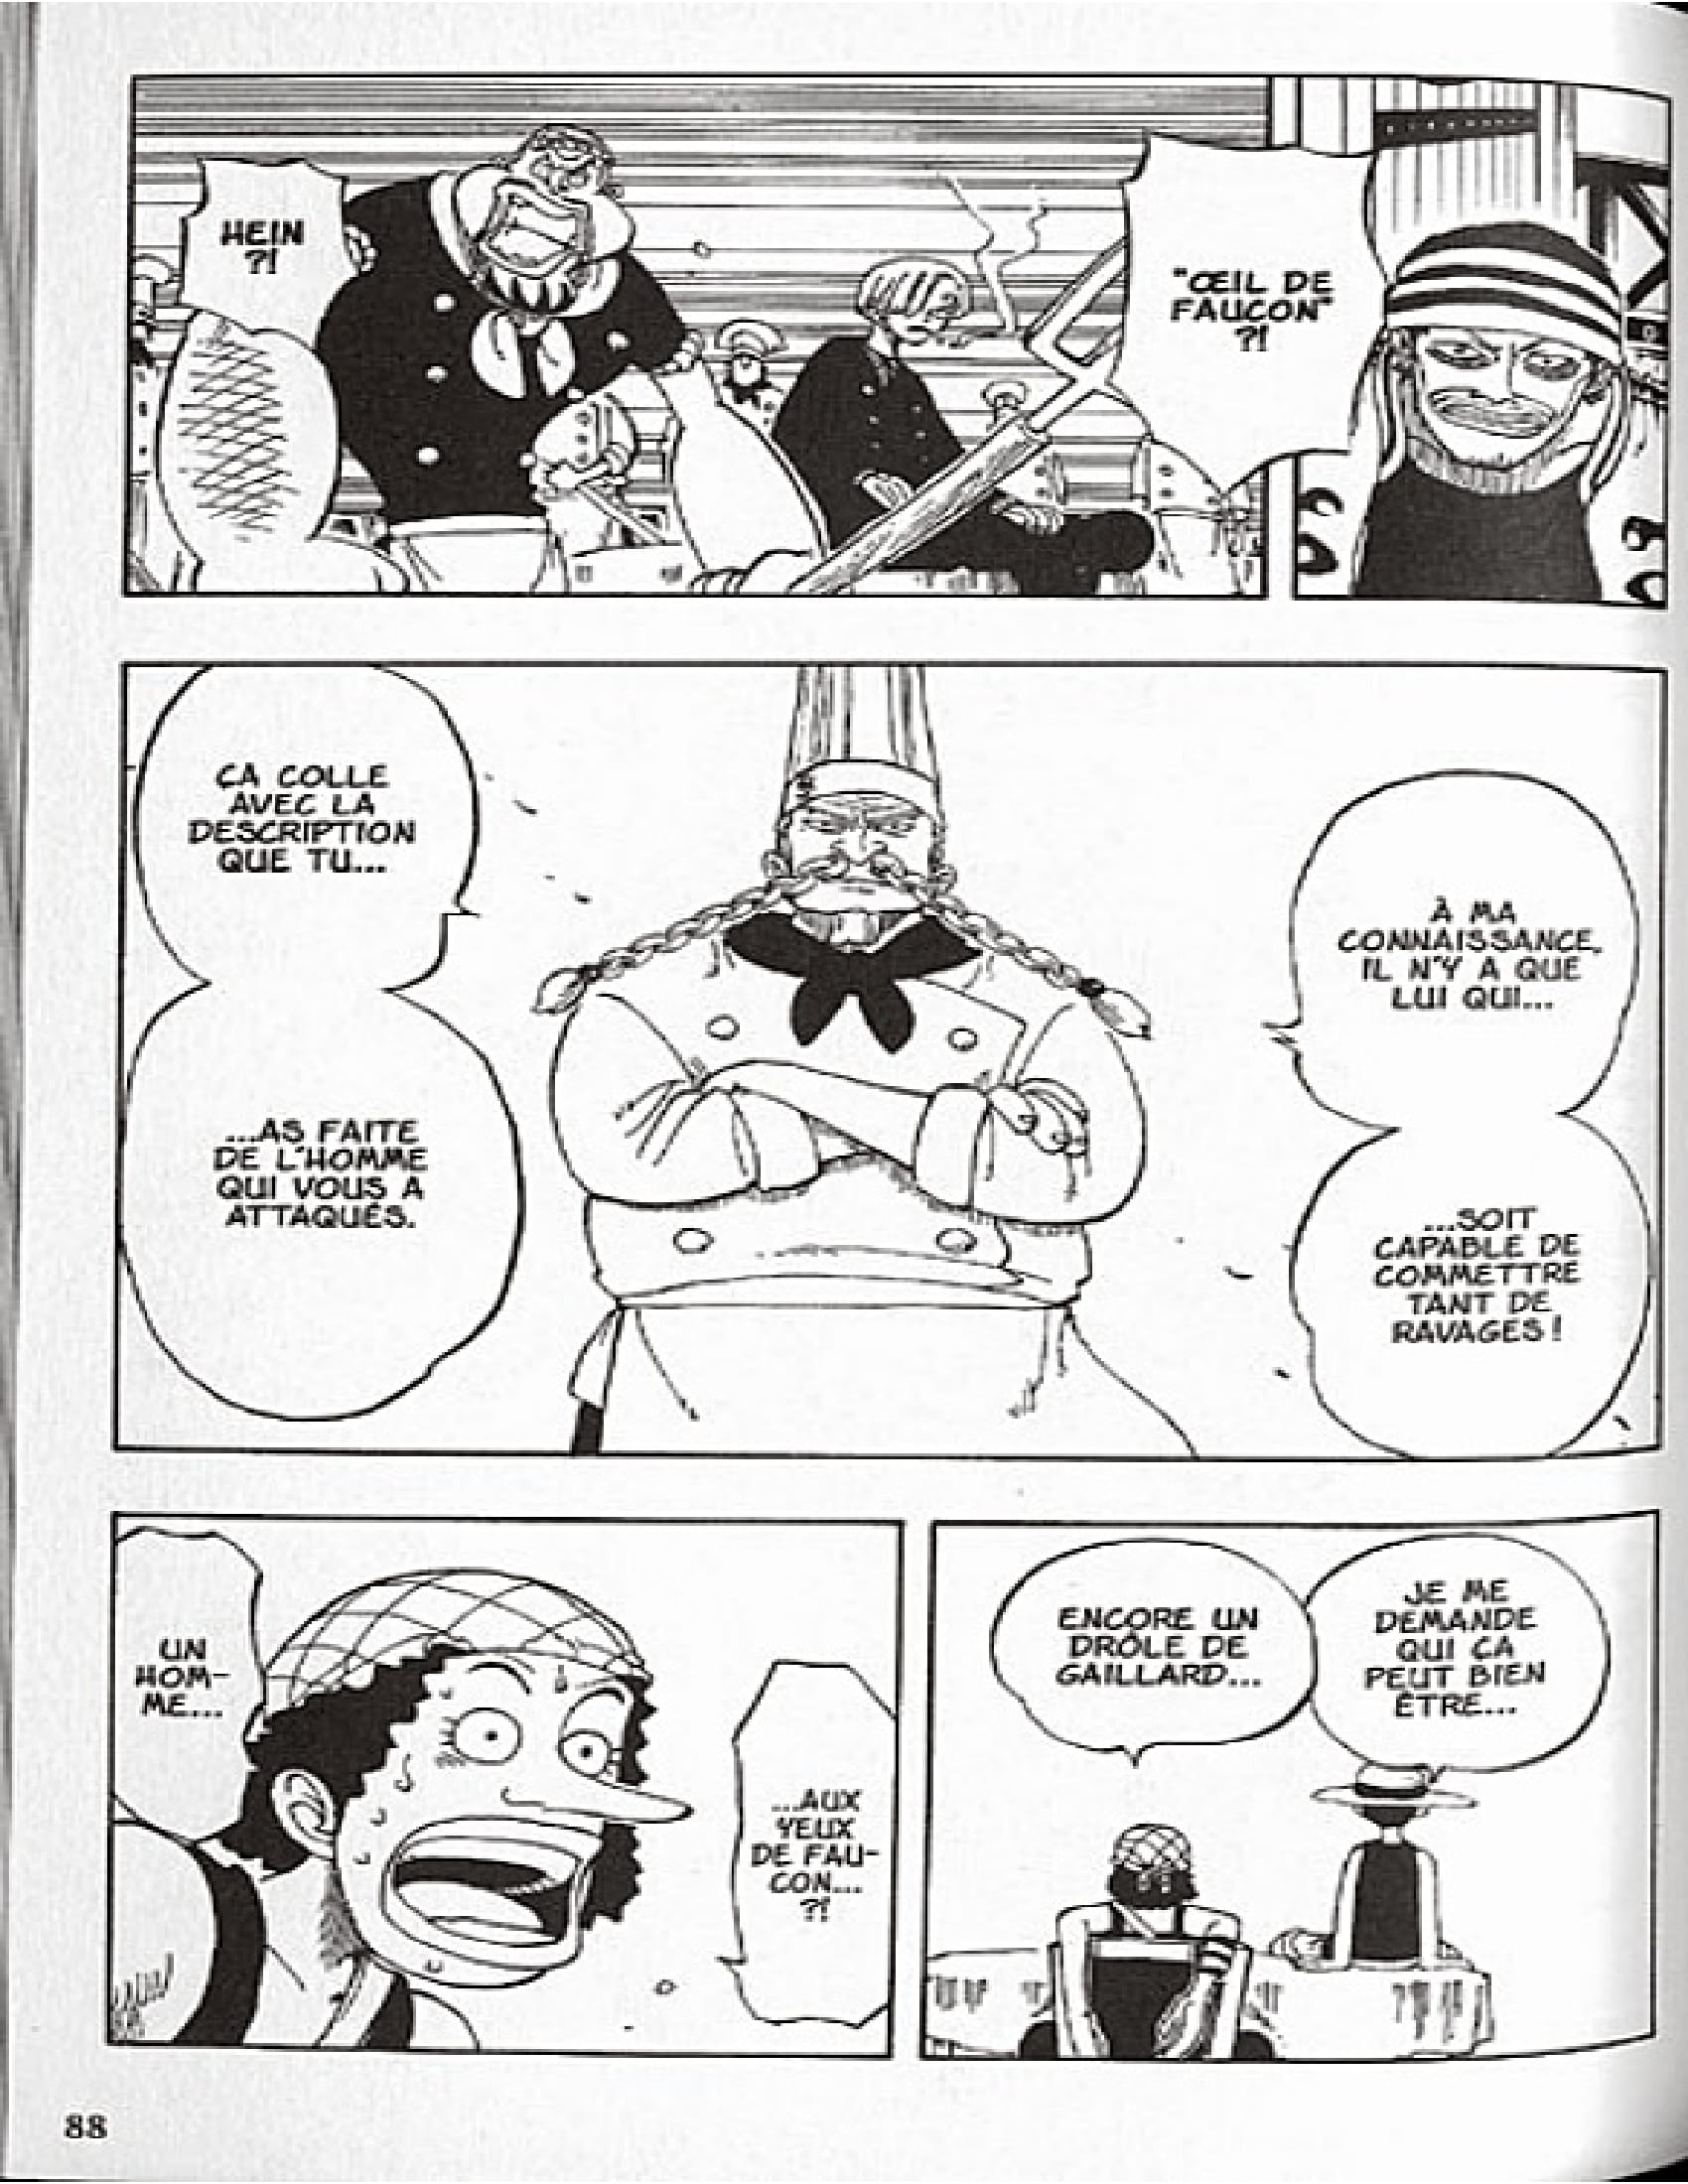 "ŒIL DE
FAUCON"
?!
HEIN
?!
À MA
CONNAISSANCE,
IL N'Y A QUE
LUI QUI...
...SOIT
CAPABLE DE
COMMETTRE
TANT DE
RAVAGES !
ÇA COLLE
AVEC LA
DESCRIPTION
QUE TU...
...AS FAITE
DE L'HOMME
QUI VOUS A
ATTAQUÉS.
JE ME
DEMANDE
QUI ÇA
PEUT BIEN
ÊTRE...
ENCORE UN
DRÔLE DE
GAILLARD...
...AUX
YEUX
DE FAU-
CON...
?!
UN
HOM-
ME...
88